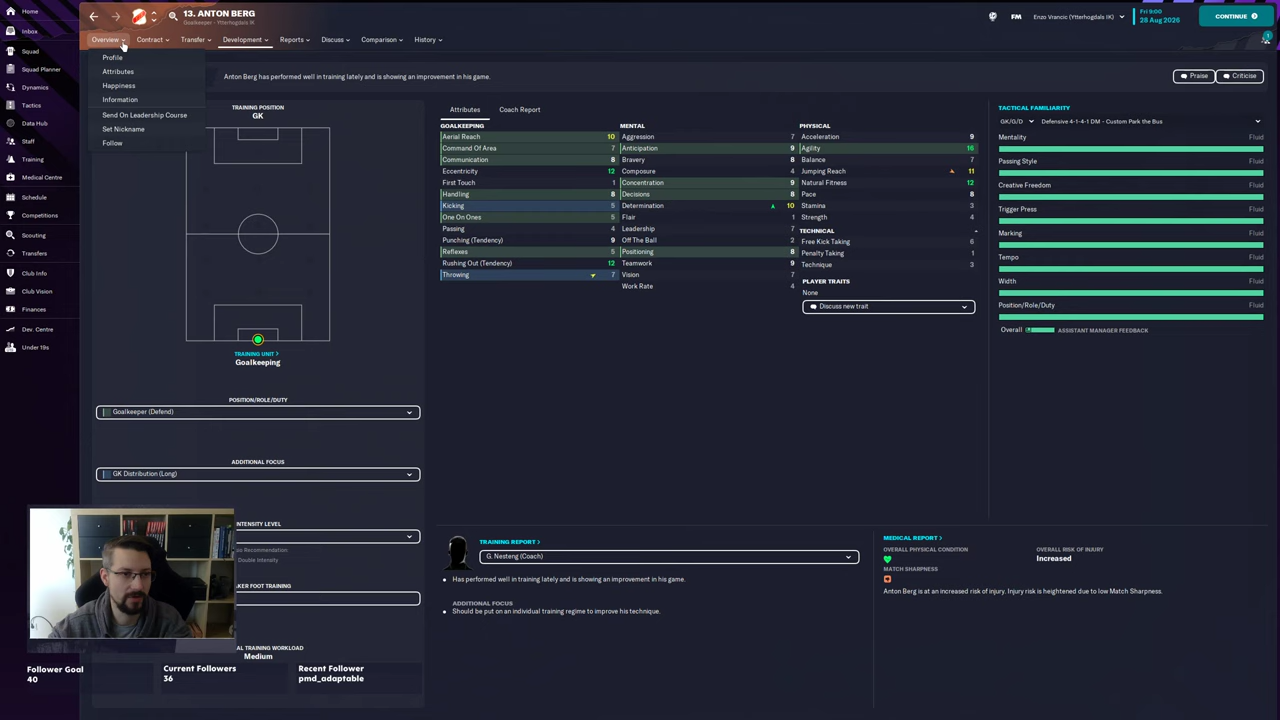 Home
Inbox
Squad
Squad Planner
Dynamics
Tactics
Data Hub
Staff
Training
Medical Centre
Schedule
Competitions
Scouting
Transfers
Club Info
Club Vision
Finances
Dev. Centre
Under 19s
13. ANTON BERG
Goalkeeper - Ytterhogdals IK
FM
Enzo Vrancic (Ytterhogdals IK)
Fri 9:00
28 Aug 2026
CONTINUE
1
Overview
Contract
Transfer
Development
Reports
Discuss
Comparison
History
Profile
Attributes
Happiness
Information
Send On Leadership Course
Set Nickname
Follow
Anton Berg has performed well in training lately and is showing an improvement in his game.
Praise
Criticise
TRAINING POSITION
GK
TRAINING UNIT >
Goalkeeping
POSITION/ROLE/DUTY
Goalkeeper (Defend)
ADDITIONAL FOCUS
GK Distribution (Long)
INTENSITY LEVEL
Recommendation
Double Intensity
FOOT TRAINING
TRAINING WORKLOAD
Medium
Attributes
Coach Report
GOALKEEPING
Aerial Reach 10
Command Of Area 7
Communication 8
Eccentricity 12
First Touch 1
Handling 8
Kicking 5
One On Ones 5
Passing 4
Punching (Tendency) 9
Reflexes 5
Rushing Out (Tendency) 12
Throwing 7
MENTAL
Aggression 7
Anticipation 9
Bravery 8
Composure 4
Concentration 9
Decisions 8
Determination 10
Flair 1
Leadership 7
Off The Ball 2
Positioning 8
Teamwork 9
Vision 7
Work Rate 4
PHYSICAL
Acceleration 9
Agility 16
Balance 7
Jumping Reach 11
Natural Fitness 12
Pace 8
Stamina 3
Strength 4
TECHNICAL
Free Kick Taking 6
Penalty Taking 1
Technique 3
PLAYER TRAITS
None
Discuss new trait
TACTICAL FAMILIARITY
GK/G/D
Defensive 4-1-4-1 DM - Custom Park the Bus
Mentality Fluid
Passing Style Fluid
Creative Freedom Fluid
Trigger Press Fluid
Marking Fluid
Tempo Fluid
Width Fluid
Position/Role/Duty Fluid
Overall
ASSISTANT MANAGER FEEDBACK
TRAINING REPORT >
G. Nesteng (Coach)
Has performed well in training lately and is showing an improvement in his game.
ADDITIONAL FOCUS
Should be put on an individual training regime to improve his technique.
MEDICAL REPORT >
OVERALL PHYSICAL CONDITION
OVERALL RISK OF INJURY
Increased
MATCH SHARPNESS
Anton Berg is at an increased risk of injury. Injury risk is heightened due to low Match Sharpness.
Follower Goal
40
Current Followers
36
Recent Follower
pmd_adaptable